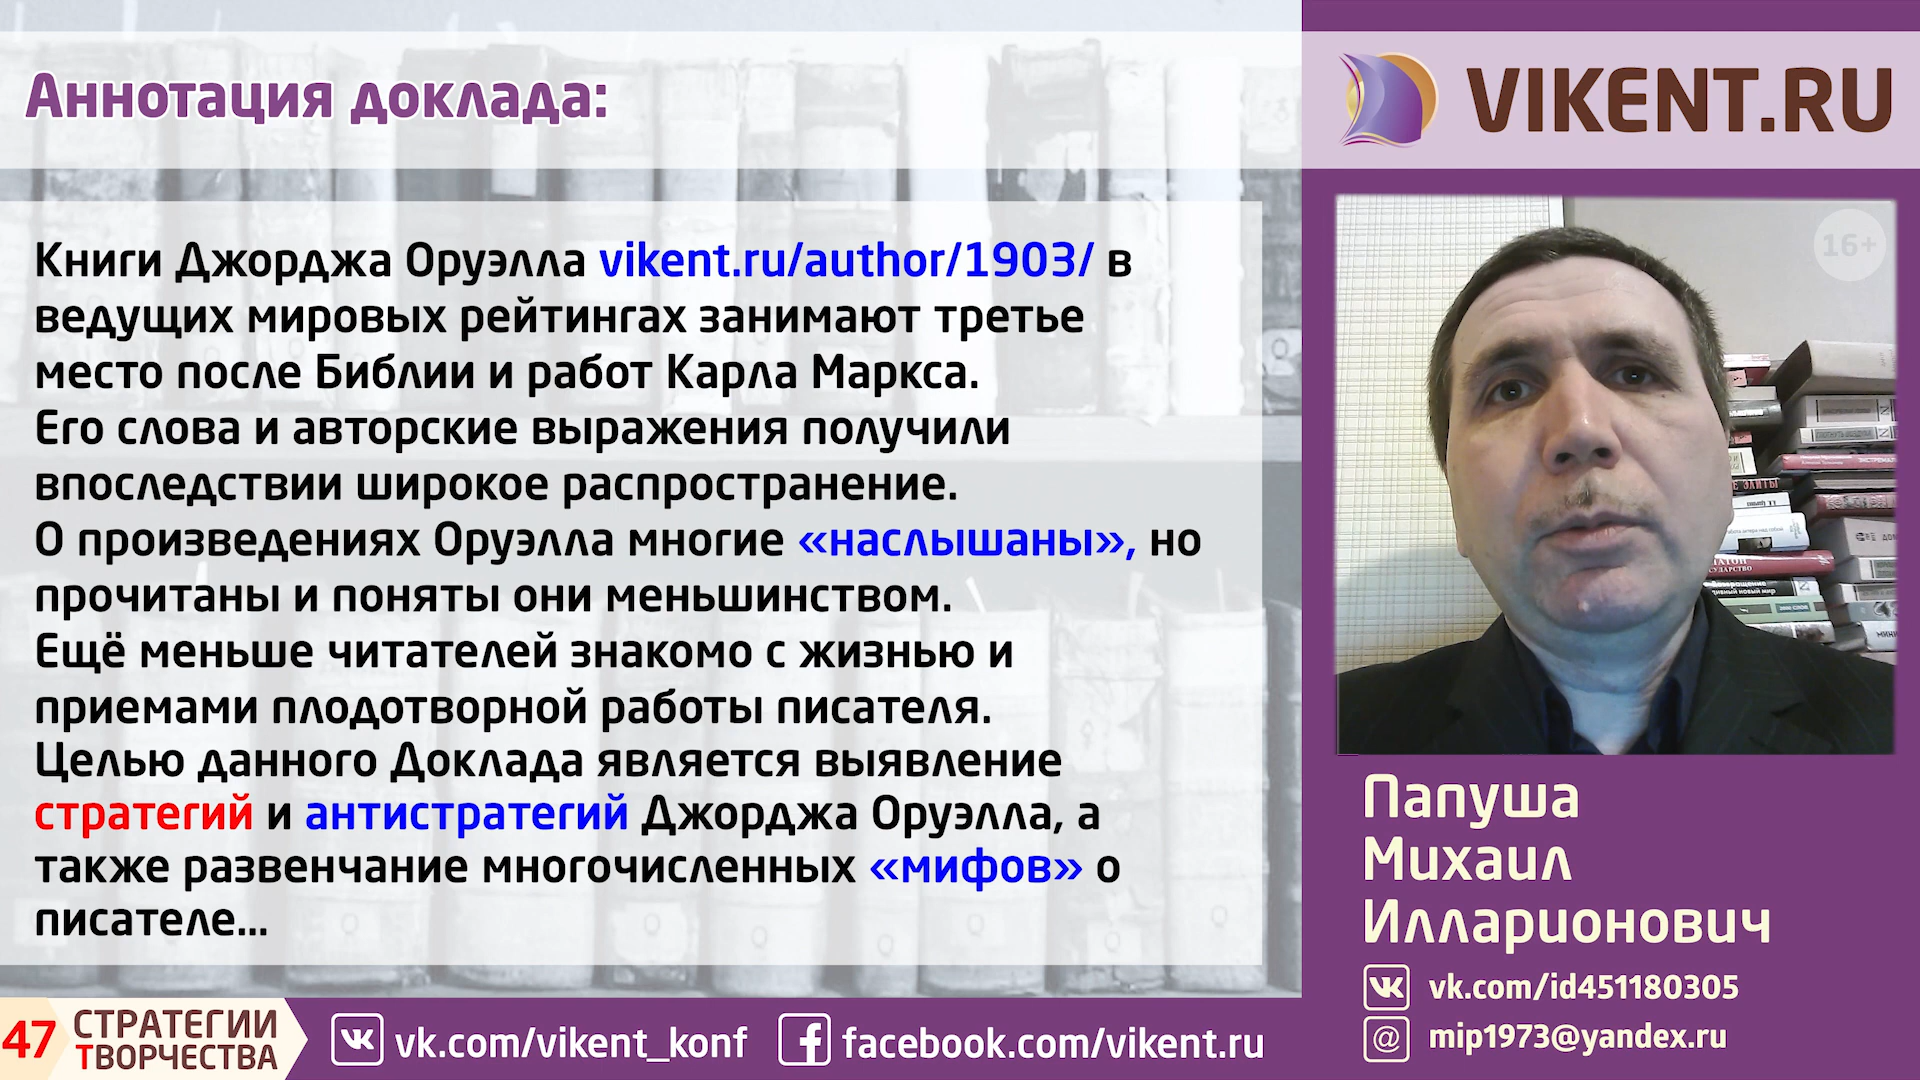 Аннотация доклада:
VIKENT.RU
16+
Книги Джорджа Оруэлла vikent.ru/author/1903/ в
ведущих мировых рейтингах занимают третье
место после Библии и работ Карла Маркса.
Его слова и авторские выражения получили
впоследствии широкое распространение.
О произведениях Оруэлла многие «наслышаны», но
прочитаны и поняты они меньшинством.
Ещё меньше читателей знакомо с жизнью и
приемами плодотворной работы писателя.
Целью данного Доклада является выявление
стратегий и антистратегий Джорджа Оруэлла, а
также развенчание многочисленных «мифов» о
писателе...
Папуша
Михаил
Илларионович
vk.com/id451180305
@ mip1973@yandex.ru
47 СТРАТЕГИИ
ТВОРЧЕСТВА
vk.com/vikent_konf
facebook.com/vikent.ru